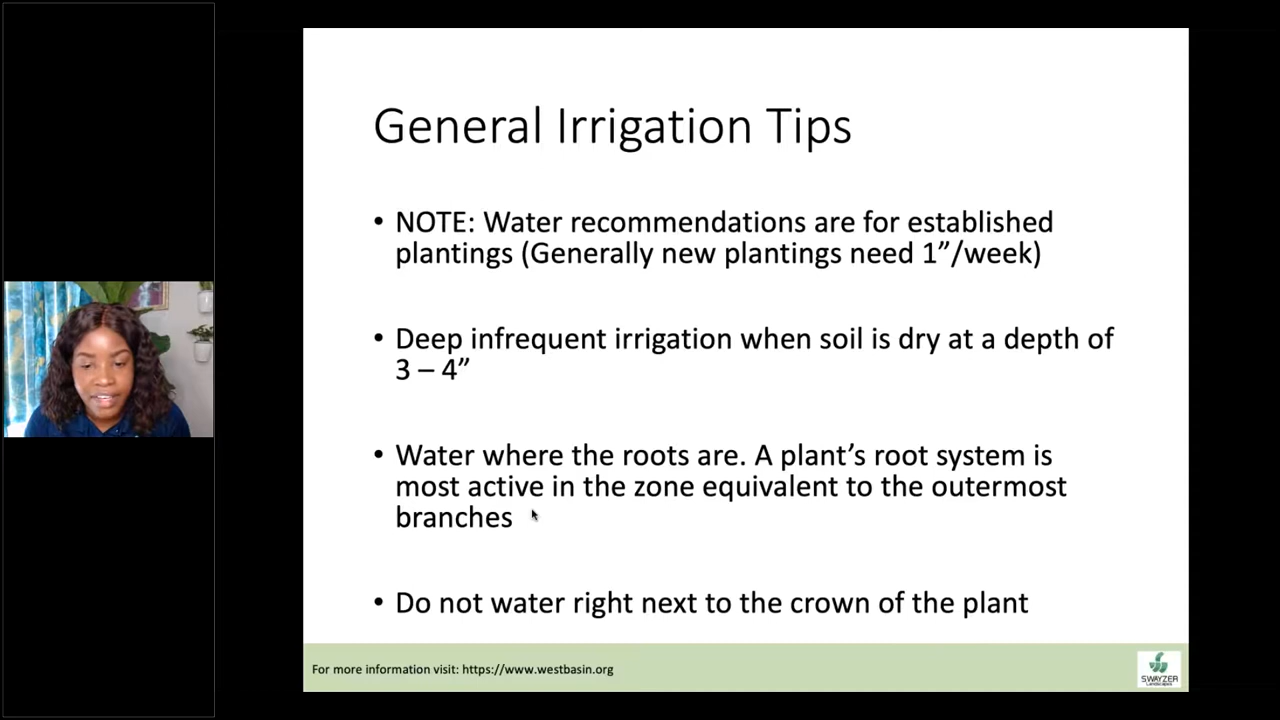 General Irrigation Tips
• NOTE: Water recommendations are for established
plantings (Generally new plantings need 1”/week)
• Deep infrequent irrigation when soil is dry at a depth of
3 – 4”
• Water where the roots are. A plant’s root system is
most active in the zone equivalent to the outermost
branches
• Do not water right next to the crown of the plant
For more information visit: https://www.westbasin.org
SWAYZER